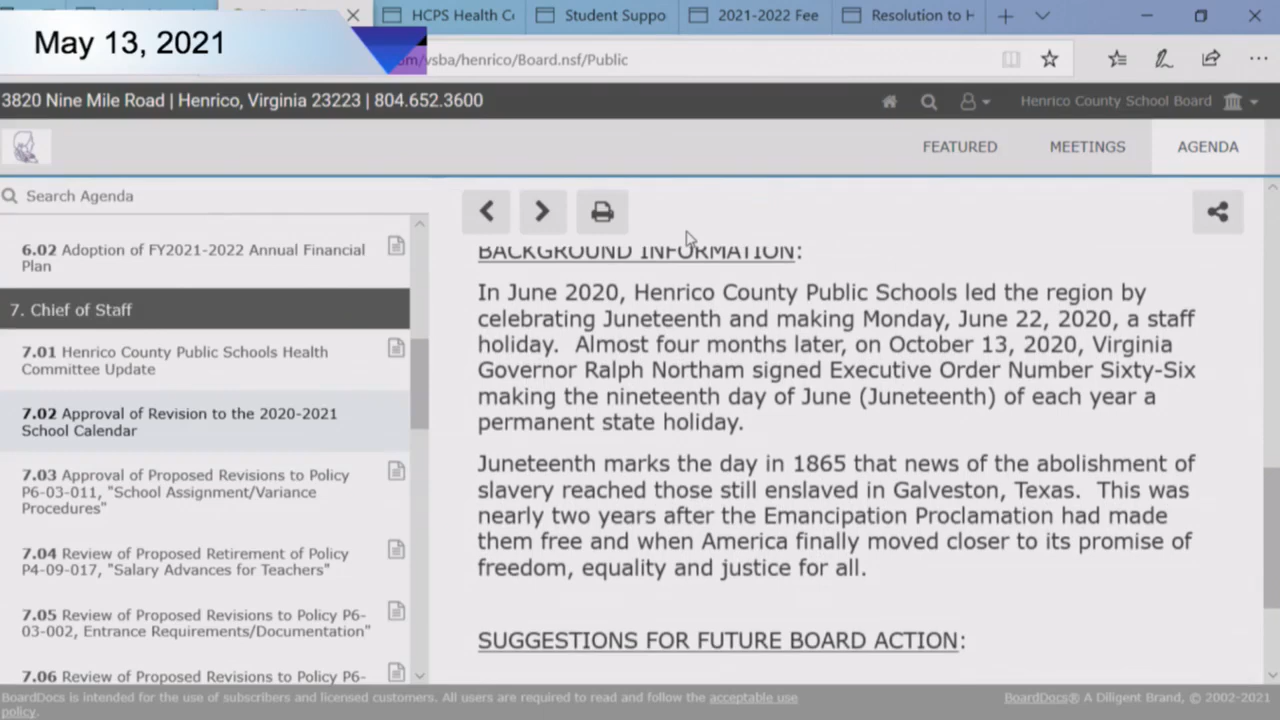 HCPS Health Co
Student Suppo
2021-2022 Fee
Resolution to H
May 13, 2021
om/vsba/henrico/Board.nsf/Public
3820 Nine Mile Road | Henrico, Virginia 23223 | 804.652.3600
Henrico County School Board
FEATURED
MEETINGS
AGENDA
Search Agenda
6.02 Adoption of FY2021-2022 Annual Financial
Plan
7. Chief of Staff
7.01 Henrico County Public Schools Health
Committee Update
7.02 Approval of Revision to the 2020-2021
School Calendar
7.03 Approval of Proposed Revisions to Policy
P6-03-011, "School Assignment/Variance
Procedures"
7.04 Review of Proposed Retirement of Policy
P4-09-017, "Salary Advances for Teachers"
7.05 Review of Proposed Revisions to Policy P6-
03-002, Entrance Requirements/Documentation"
7.06 Review of Proposed Revisions to Policy P6-
BACKGROUND INFORMATION:
In June 2020, Henrico County Public Schools led the region by
celebrating Juneteenth and making Monday, June 22, 2020, a staff
holiday.  Almost four months later, on October 13, 2020, Virginia
Governor Ralph Northam signed Executive Order Number Sixty-Six
making the nineteenth day of June (Juneteenth) of each year a
permanent state holiday.
Juneteenth marks the day in 1865 that news of the abolishment of
slavery reached those still enslaved in Galveston, Texas.  This was
nearly two years after the Emancipation Proclamation had made
them free and when America finally moved closer to its promise of
freedom, equality and justice for all.
SUGGESTIONS FOR FUTURE BOARD ACTION:
BoardDocs is intended for the use of subscribers and licensed customers. All users are required to read and follow the acceptable use
policy.
BoardDocs® A Diligent Brand, © 2002-2021